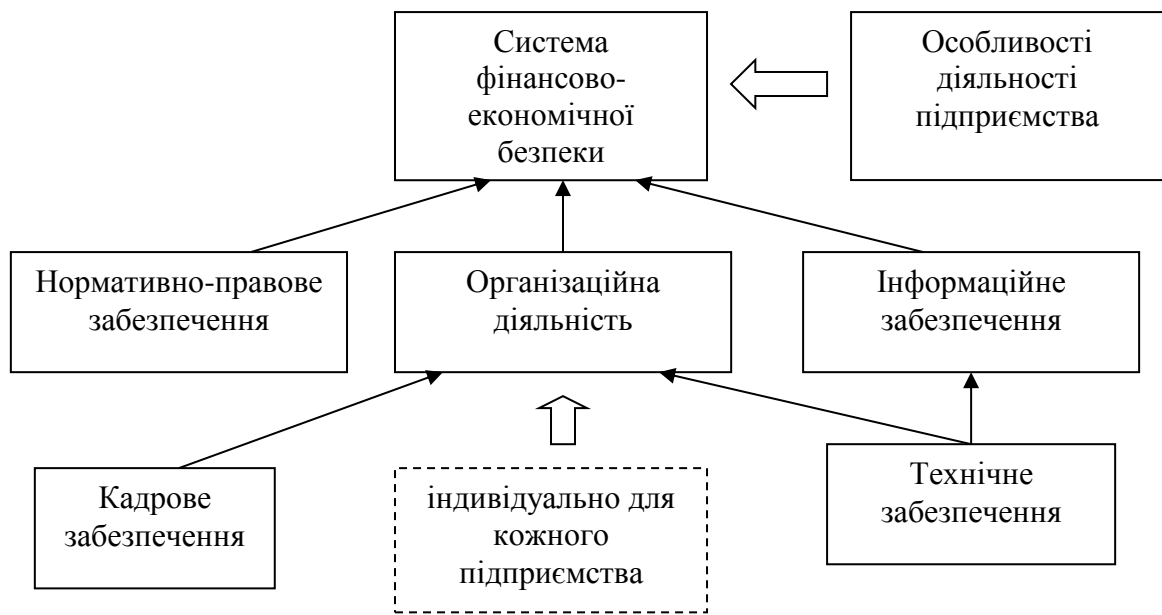 Система
фінансово-
економічної
безпеки
Особливості
діяльності
підприємства
Нормативно-правове
забезпечення
Організаційна
діяльність
Інформаційне
забезпечення
Кадрове
забезпечення
індивідуально для
кожного
підприємства
Технічне
забезпечення